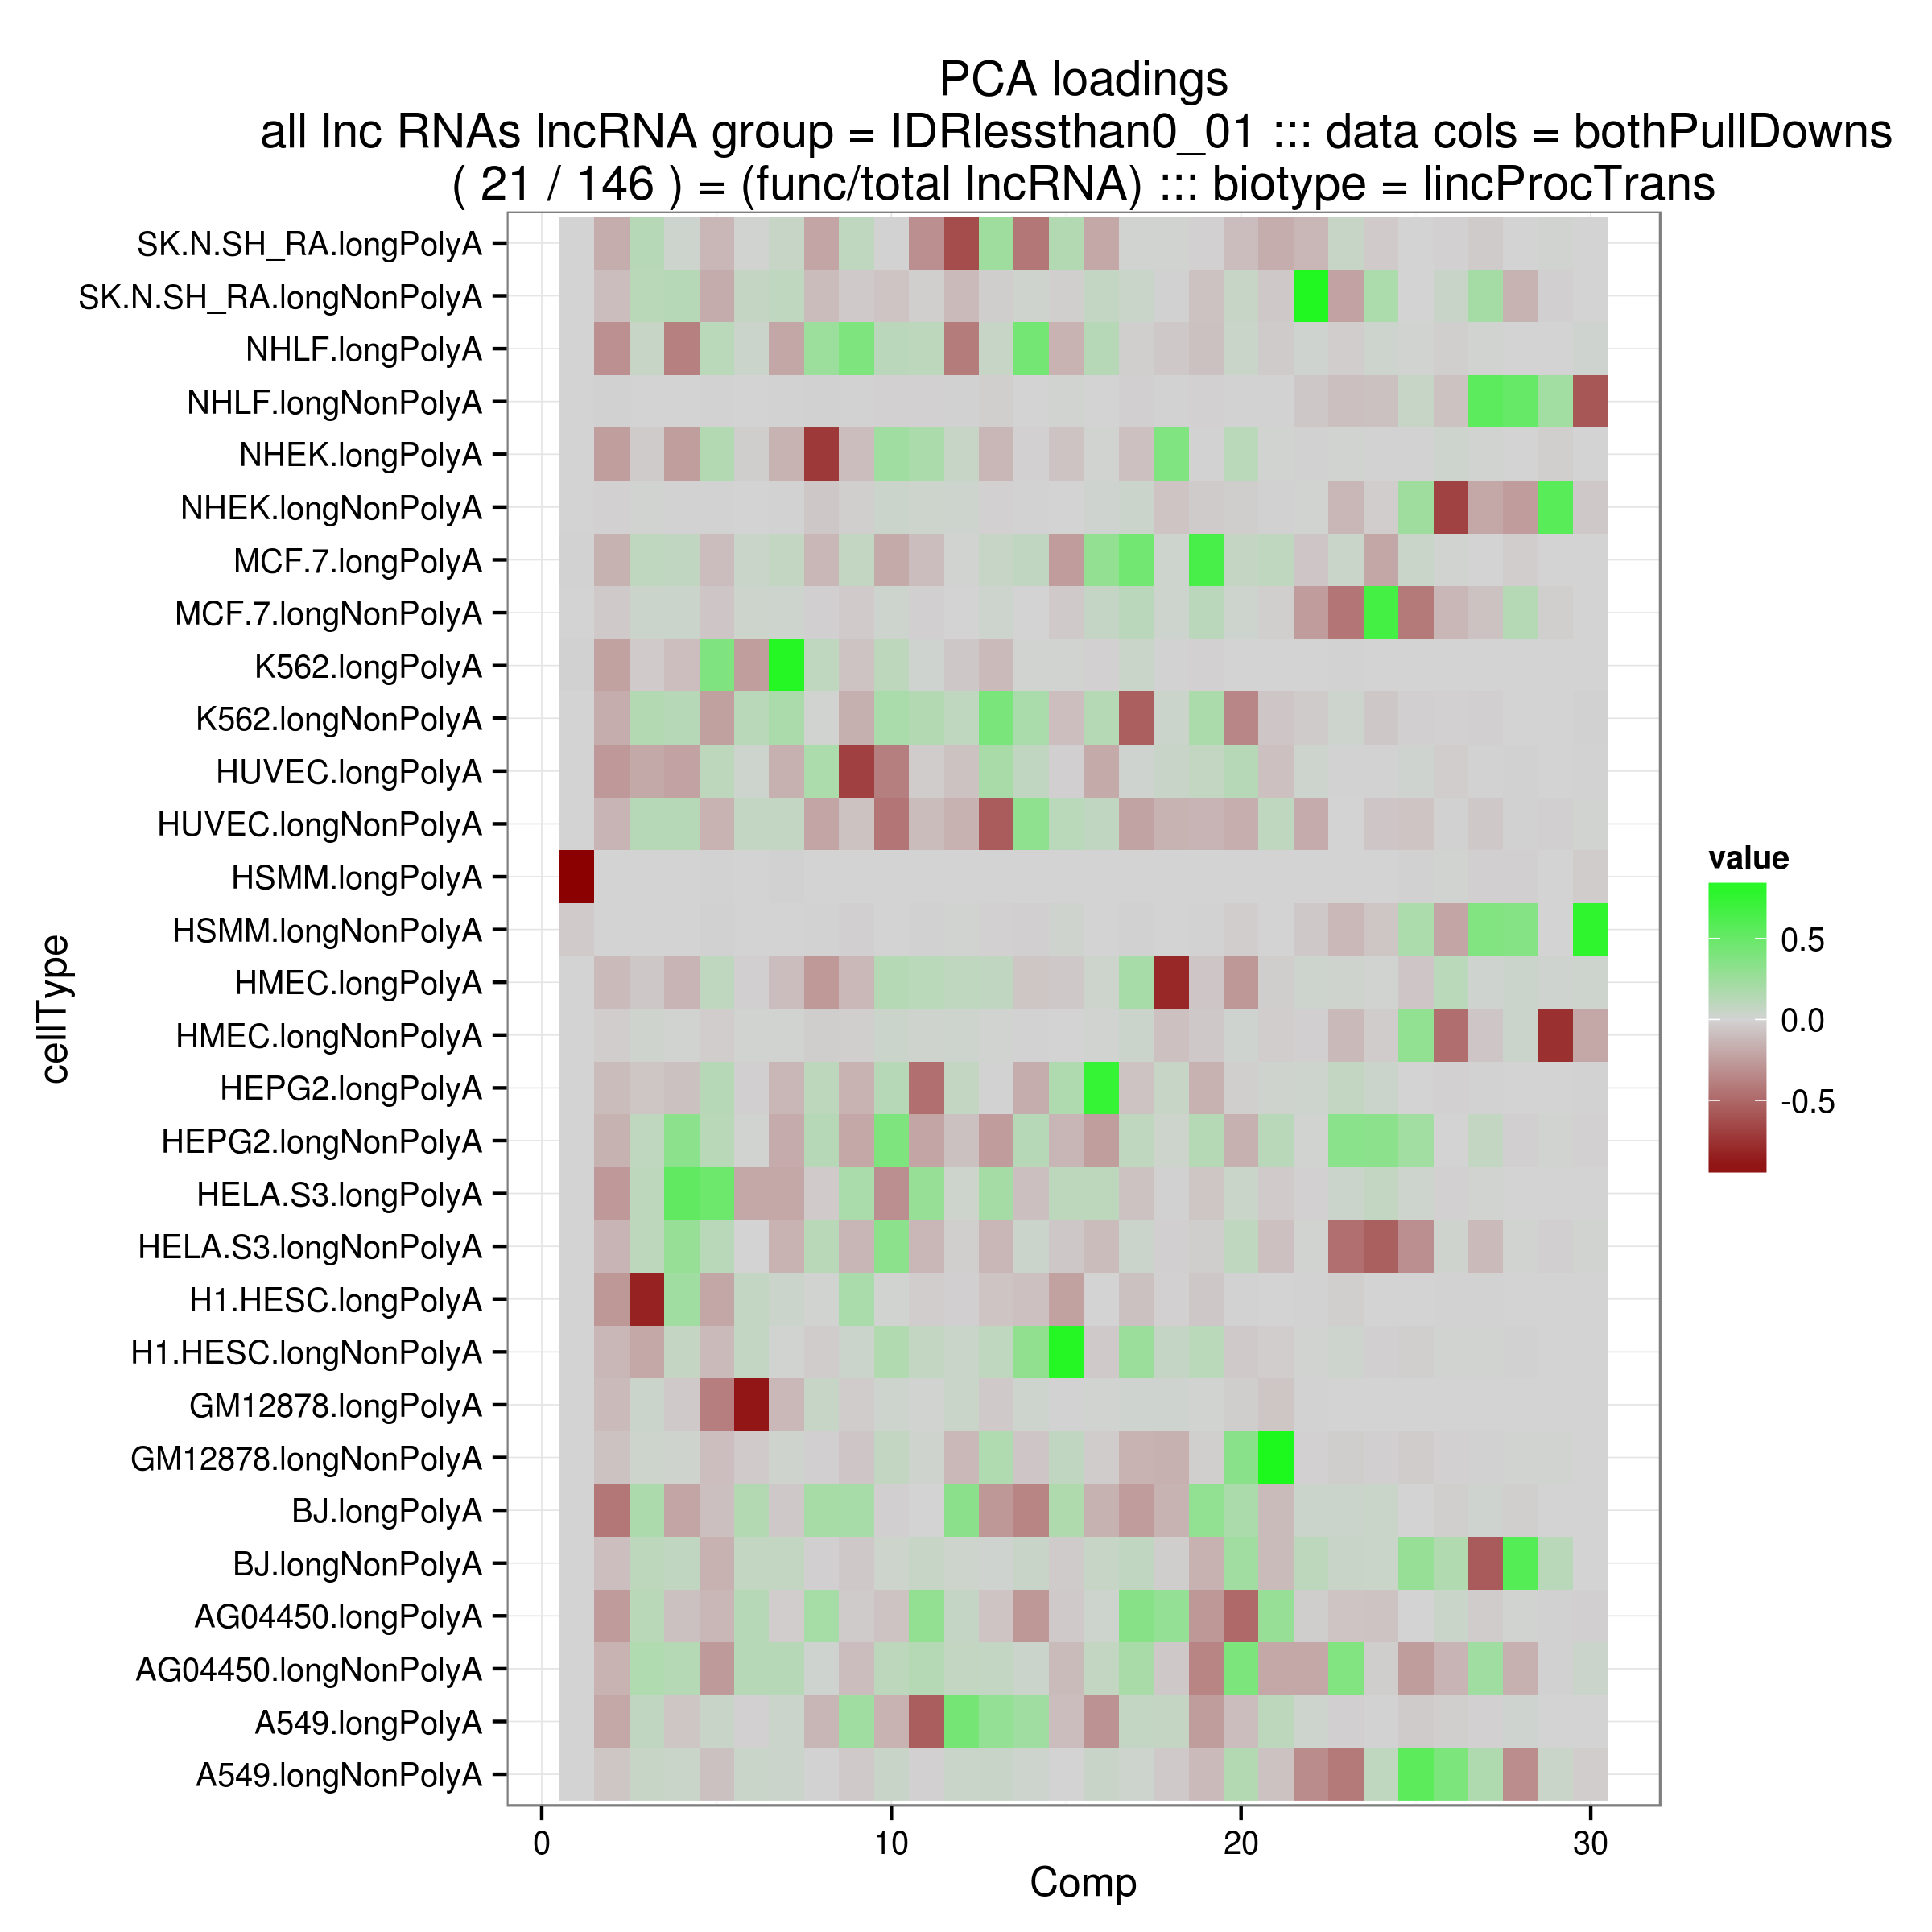 PCA loadings
all lnc RNAs lncRNA group = IDRlessthan0_01 ::: data cols = bothPullDowns
( 21 / 146 ) = (func/total lncRNA) ::: biotype = lincProcTrans
SK.N.SH_RA.longPolyA
SK.N.SH_RA.longNonPolyA
NHLF.longPolyA
NHLF.longNonPolyA
NHEK.longPolyA
NHEK.longNonPolyA
MCF.7.longPolyA
MCF.7.longNonPolyA
K562.longPolyA
K562.longNonPolyA
HUVEC.longPolyA
HUVEC.longNonPolyA
HSMM.longPolyA
HSMM.longNonPolyA
HMEC.longPolyA
HMEC.longNonPolyA
HEPG2.longPolyA
HEPG2.longNonPolyA
HELA.S3.longPolyA
HELA.S3.longNonPolyA
H1.HESC.longPolyA
H1.HESC.longNonPolyA
GM12878.longPolyA
GM12878.longNonPolyA
BJ.longPolyA
BJ.longNonPolyA
AG04450.longPolyA
AG04450.longNonPolyA
A549.longPolyA
A549.longNonPolyA
cellType
0 10 20 30
Comp
value
0.5
0.0
-0.5